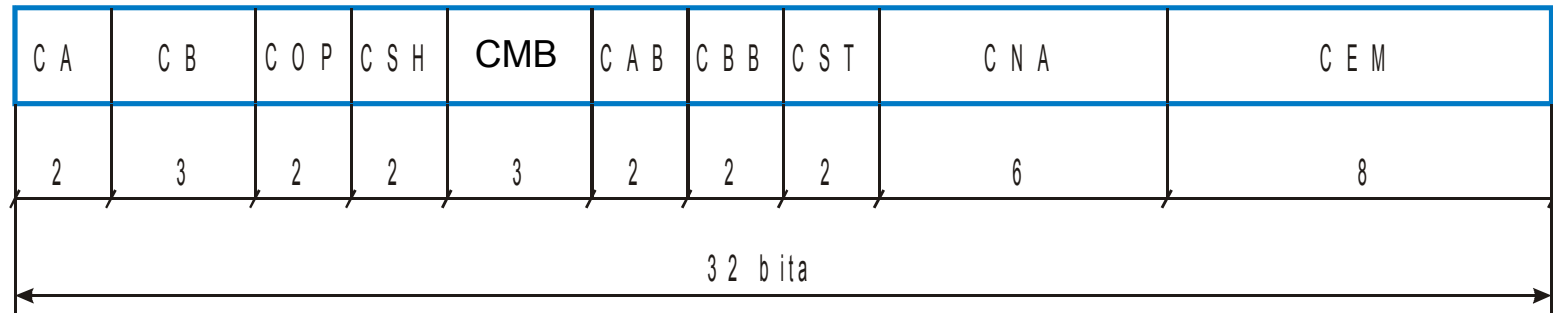 CA CB COP CSH CMB CAB CBB CST CNA CEM
2 3 2 2 3 2 2 2 6 8
32 bita